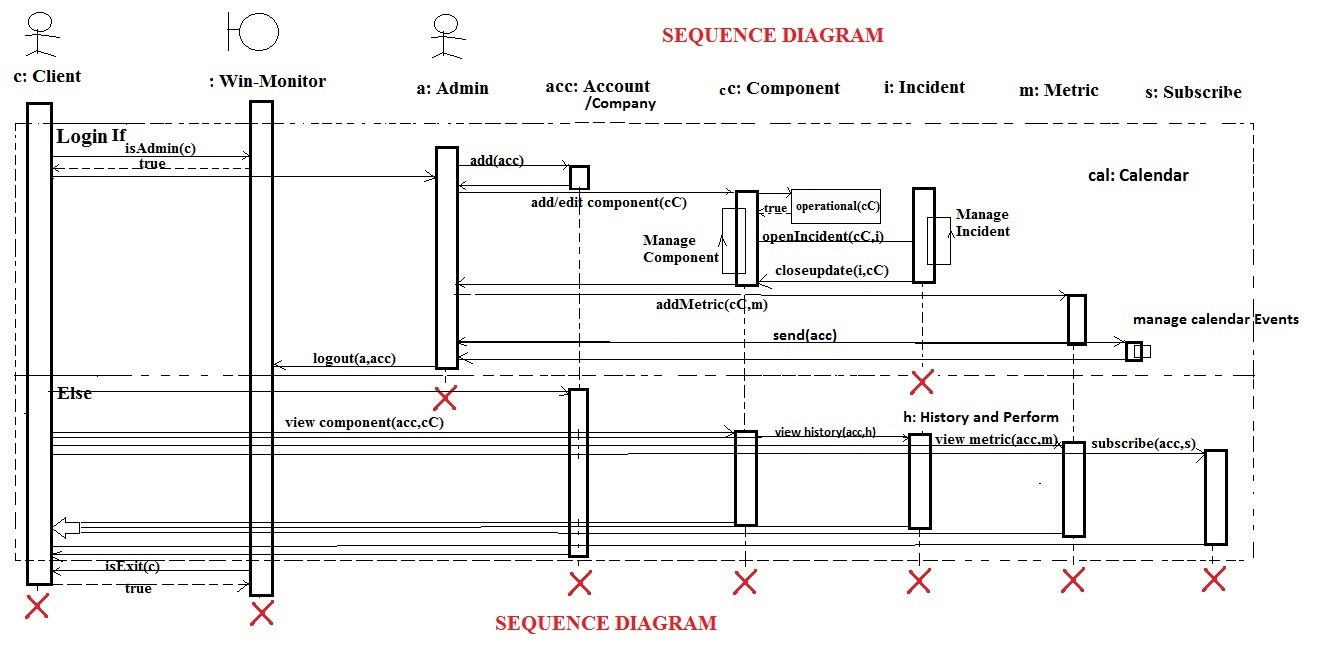 SEQUENCE DIAGRAM
c: Client
: Win-Monitor
a: Admin
acc: Account
/Company
cc: Component
i: Incident
m: Metric
s: Subscribe
Login If
isAdmin(c)
true
add(acc)
cal: Calendar
add/edit component(cC)
true
operational(cC)
Manage
Incident
Manage
Component
openIncident(cC,i)
closeupdate(i,cC)
addMetric(cC,m)
manage calendar Events
send(acc)
logout(a,acc)
Else
view component(acc,cC)
h: History and Perform
view history(acc,h)
view metric(acc,m)
subscribe(acc,s)
isExit(c)
true
SEQUENCE DIAGRAM